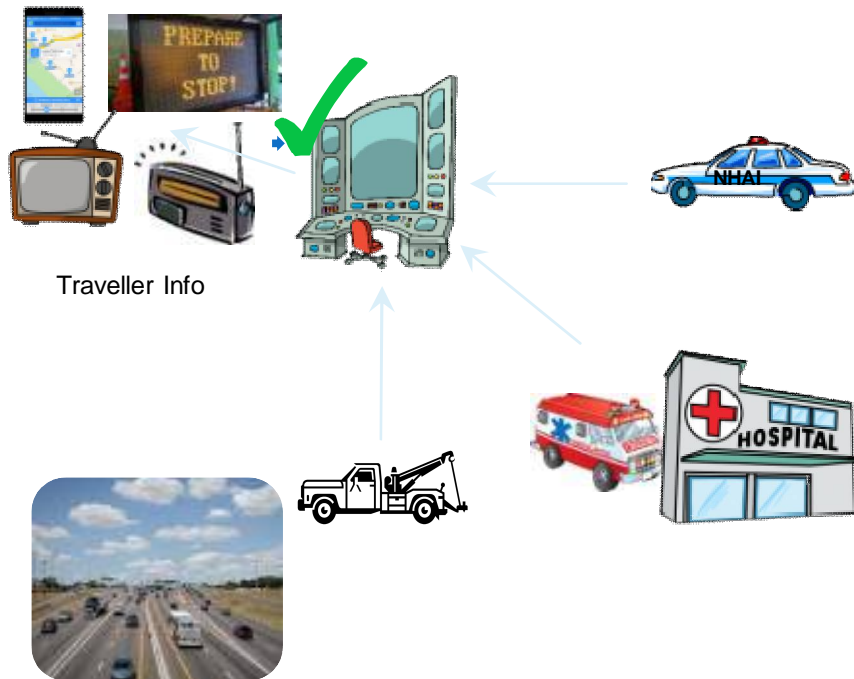 PREPARE
TO
STOP!
NHAI
Traveller Info
HOSPITAL